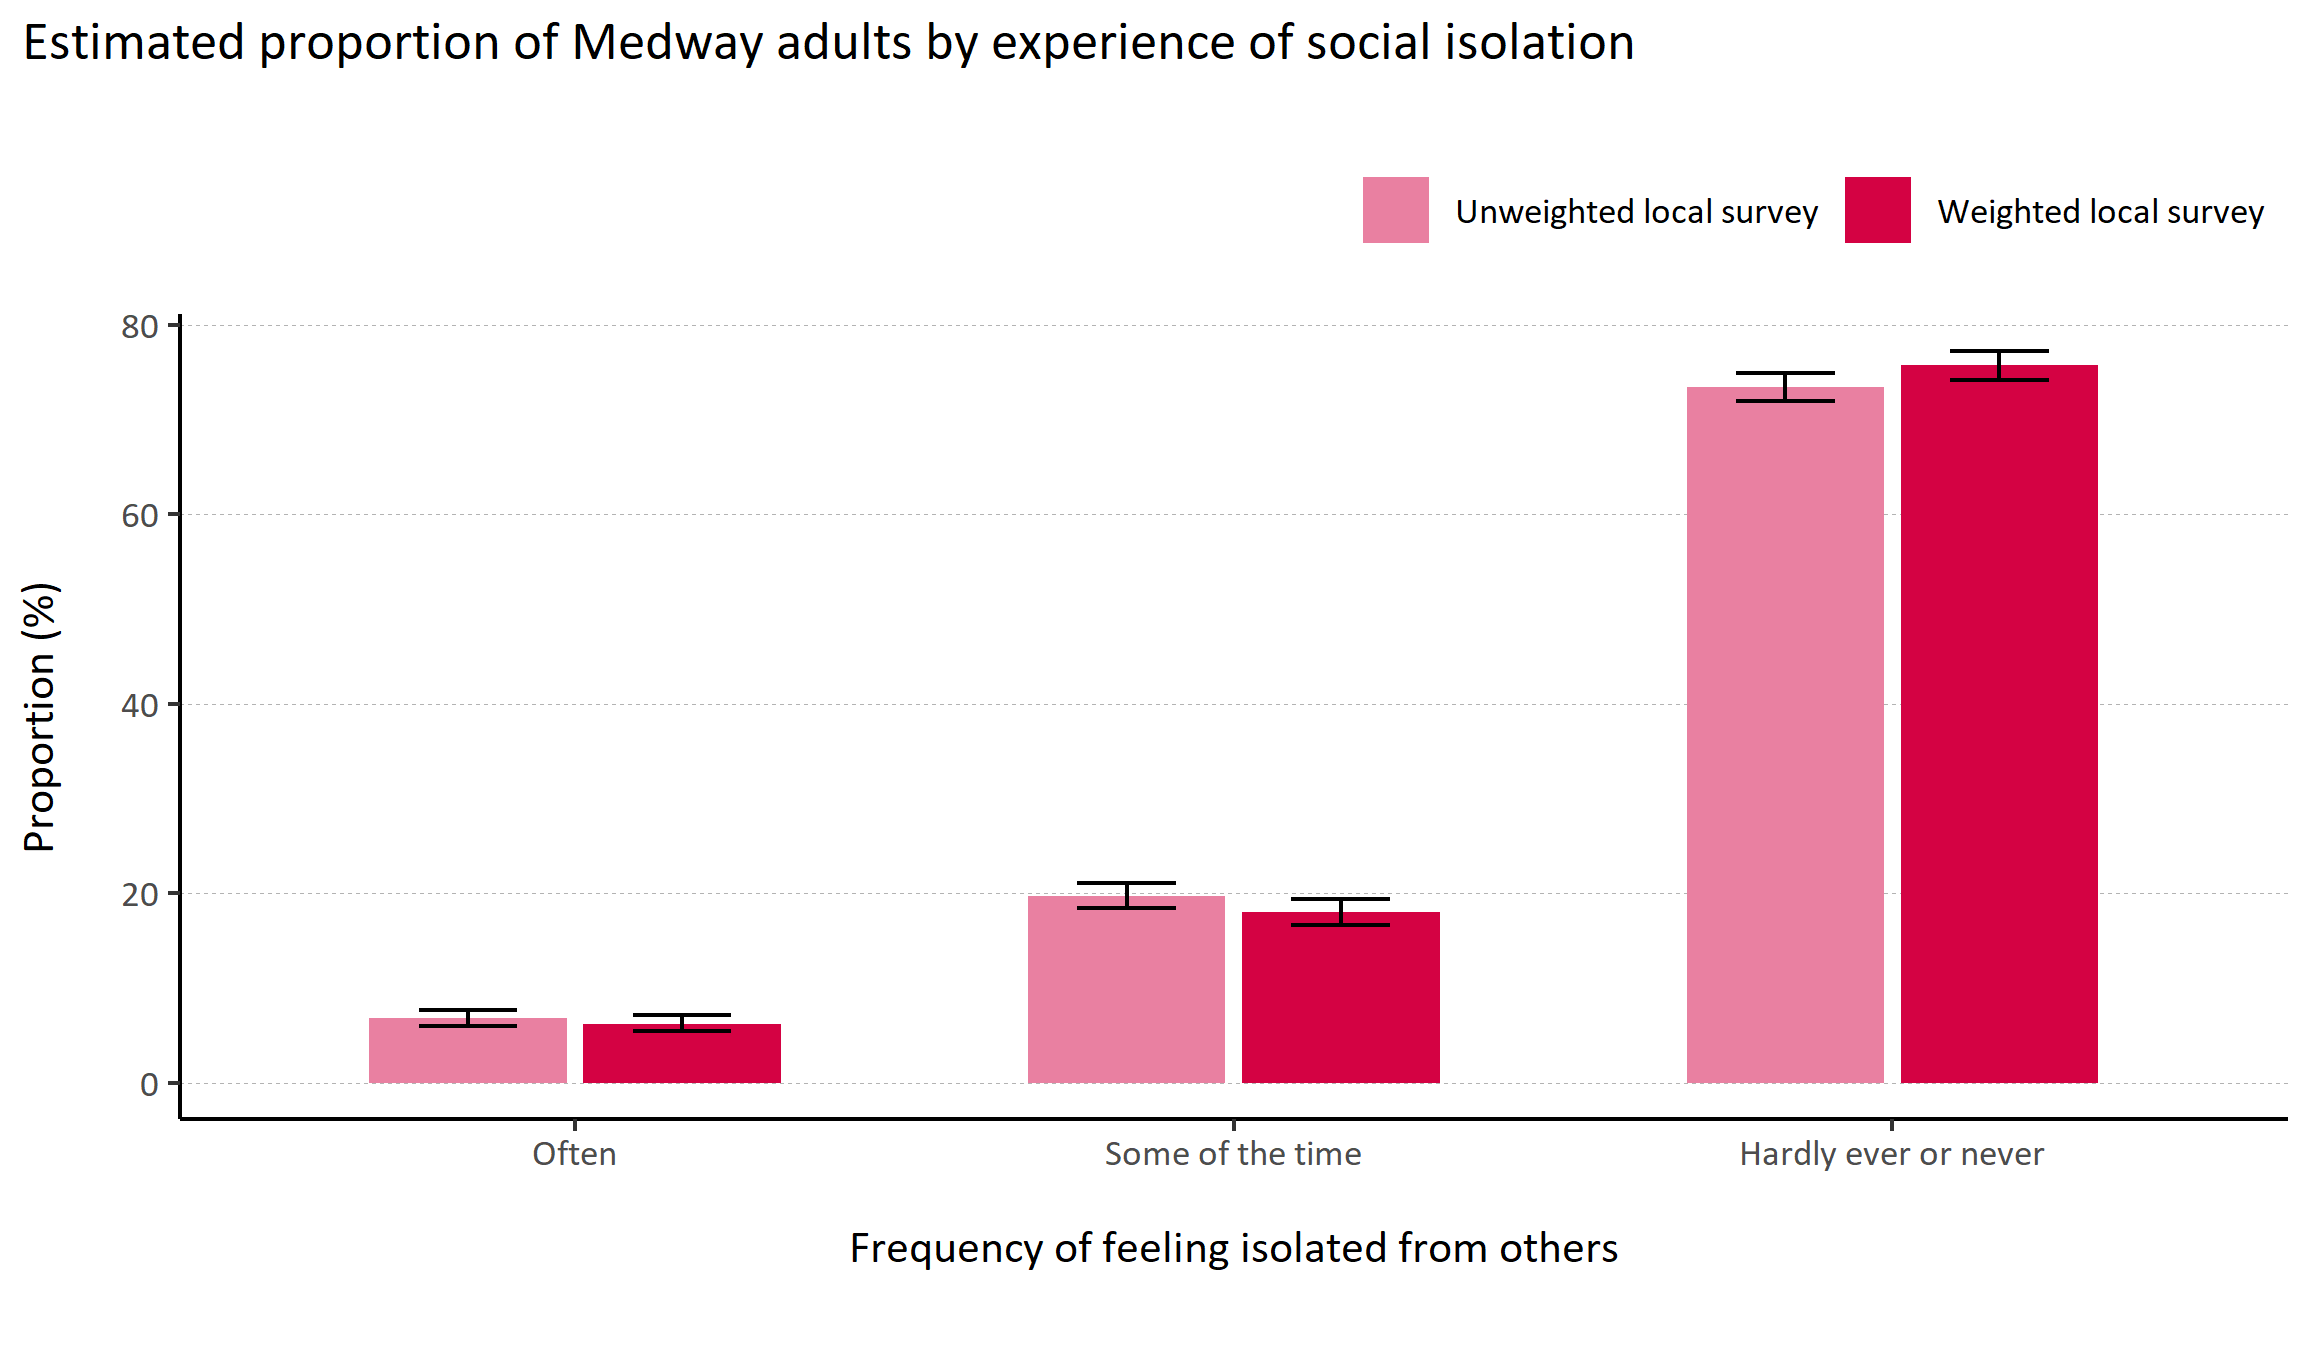 Estimated proportion of Medway adults by experience of social isolation
Unweighted local survey
Weighted local survey
Proportion (%)
80
60
40
20
0
Often
Some of the time
Hardly ever or never
Frequency of feeling isolated from others